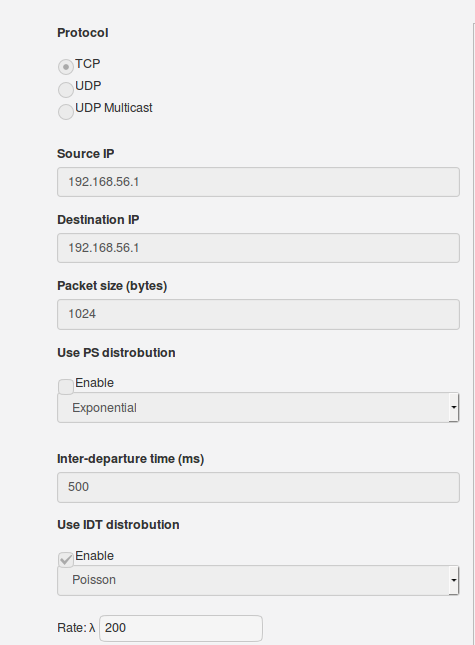 Protocol
TCP
UDP
UDP Multicast
Source IP
192.168.56.1
Destination IP
192.168.56.1
Packet size (bytes)
1024
Use PS distrobution
Enable
Exponential
Inter-departure time (ms)
500
Use IDT distrobution
Enable
Poisson
Rate: λ 200